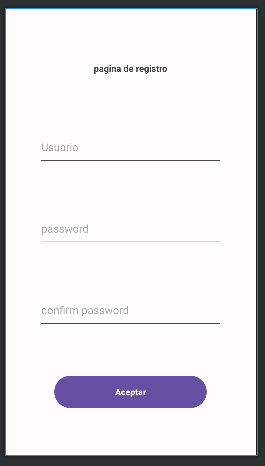 pagina de registro
Usuario
password
confirm password
Aceptar